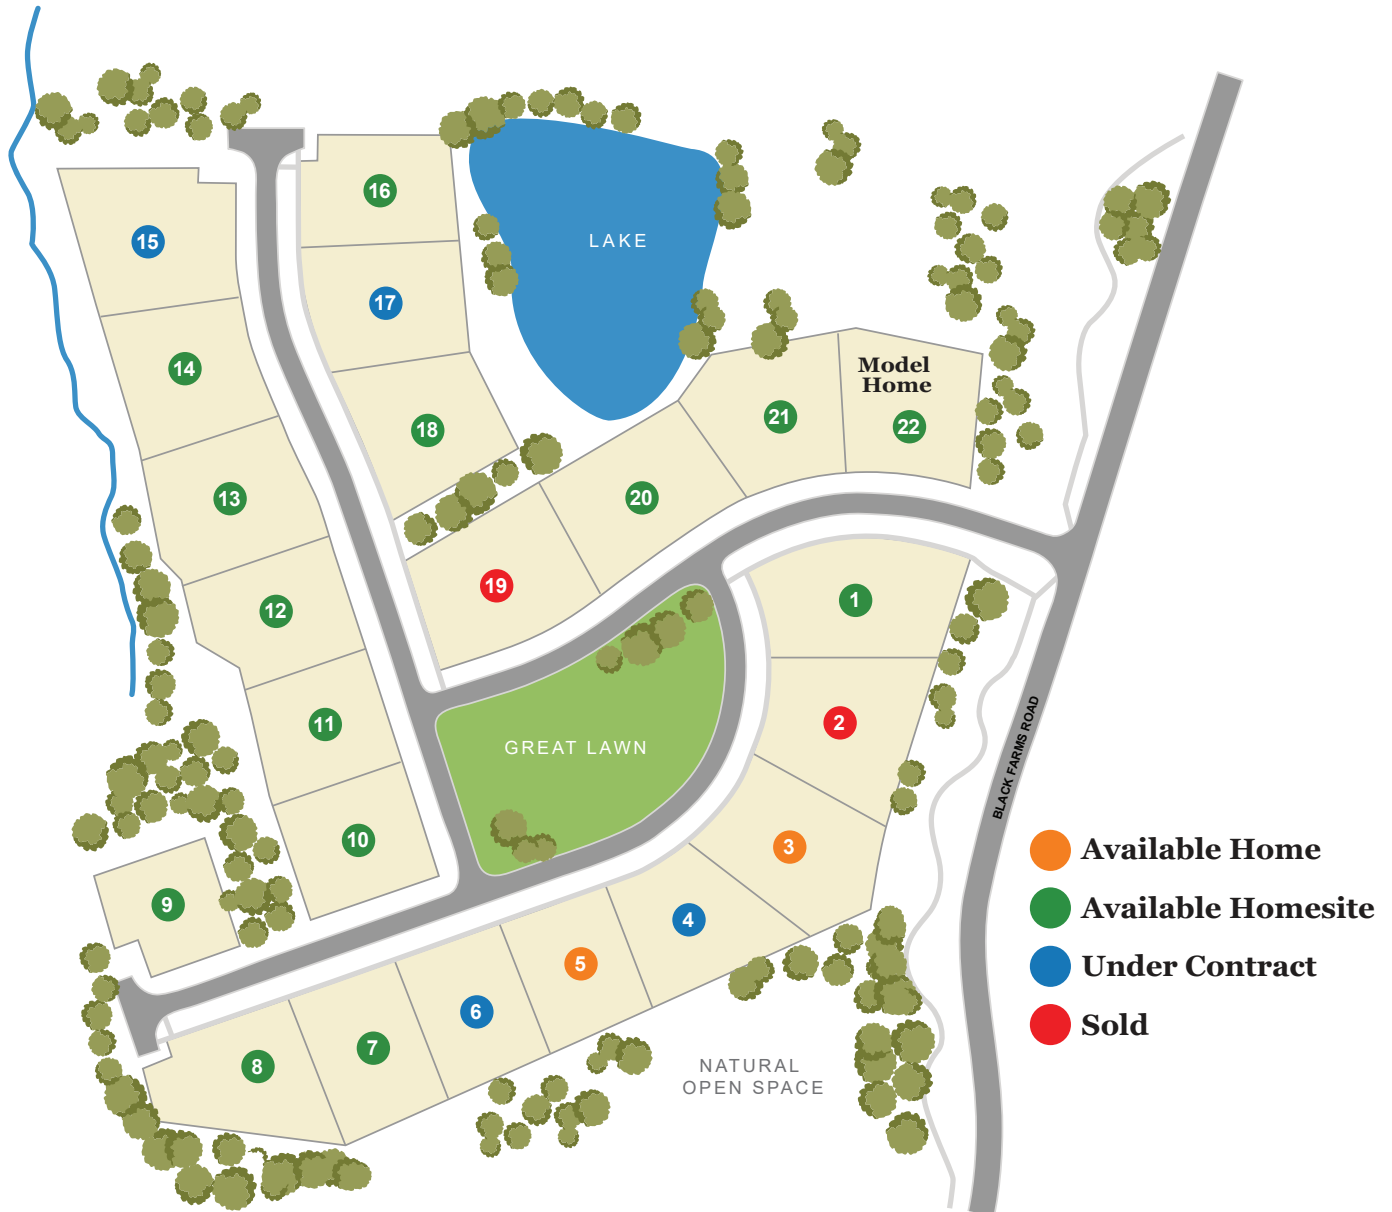 16
15
LAKE
17
14
Model
Home
21
22
18
13
20
19
1
12
2
11
GREAT LAWN
BLACK FARMS ROAD
10
3
Available Home
9
4
Available Homesite
5
Under Contract
6
Sold
7
8
NATURAL
OPEN SPACE